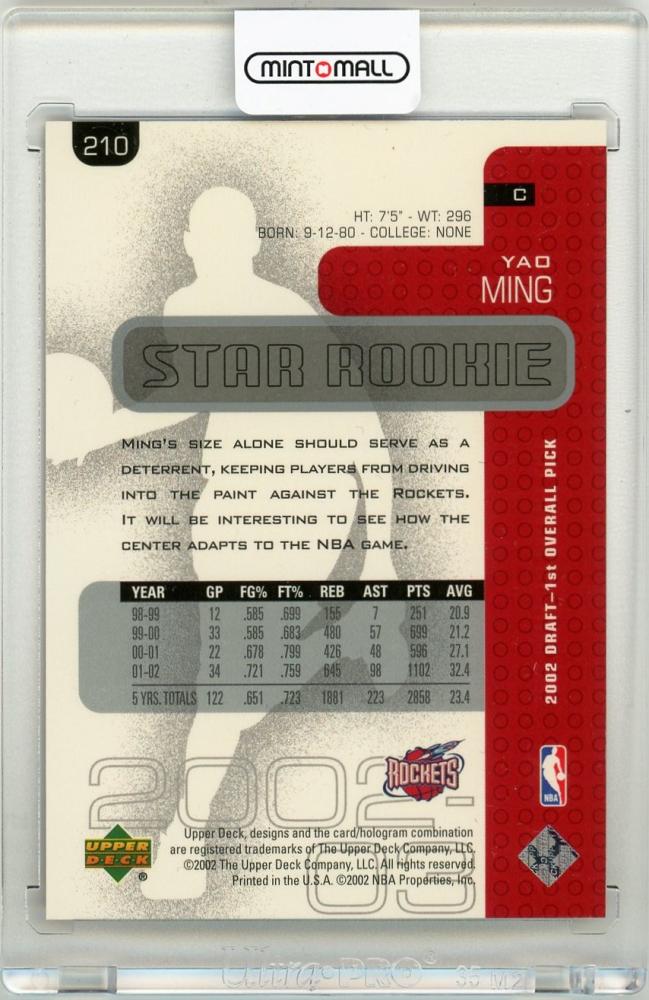 MINT MALL
210
C
HT: 7'5" - WT: 296
BORN: 9-12-80 - COLLEGE: NONE
YAO
MING
STAR ROOKIE
MING'S SIZE ALONE SHOULD SERVE AS A
DETERRENT, KEEPING PLAYERS FROM DRIVING
INTO THE PAINT AGAINST THE ROCKETS.
IT WILL BE INTERESTING TO SEE HOW THE
CENTER ADAPTS TO THE NBA GAME.
2002 DRAFT–1st OVERALL PICK
YEAR GP FG% FT% REB AST PTS AVG
98-99 12 .585 .699 155 7 251 20.9
99-00 33 .585 .683 480 57 699 21.2
00-01 22 .678 .799 426 48 596 27.1
01-02 34 .721 .759 645 98 1102 32.4
5 YRS. TOTALS 122 .651 .723 1881 223 2858 23.4
2002-
03
ROCKETS
NBA
UPPER
DECK
®
Upper Deck, designs and the card/hologram combination
are registered trademarks of The Upper Deck Company, LLC.
©2002 The Upper Deck Company, LLC. All rights reserved.
Printed in the U.S.A. ©2002 NBA Properties, Inc.
Ultra·PRO®